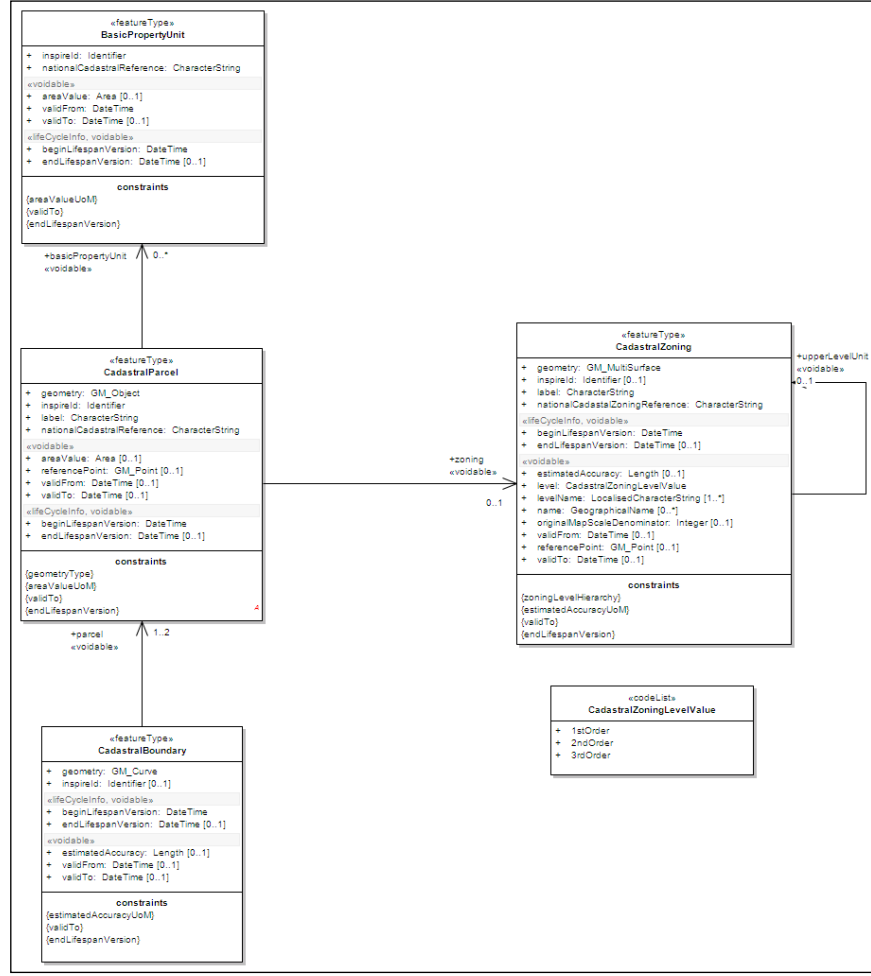 «featureType»
BasicPropertyUnit
+ inspireId: Identifier
+ nationalCadastralReference: CharacterString
«voidable»
+ areaValue: Area [0..1]
+ validFrom: DateTime
+ validTo: DateTime [0..1]
«lifeCycleInfo, voidable»
+ beginLifespanVersion: DateTime
+ endLifespanVersion: DateTime [0..1]
constraints
{areaValueUoM}
{validTo}
{endLifespanVersion}
+basicPropertyUnit 0..*
«voidable»
«featureType»
CadastralParcel
+ geometry: GM_Object
+ inspireId: Identifier
+ label: CharacterString
+ nationalCadastralReference: CharacterString
«voidable»
+ areaValue: Area [0..1]
+ referencePoint: GM_Point [0..1]
+ validFrom: DateTime [0..1]
+ validTo: DateTime [0..1]
«lifeCycleInfo, voidable»
+ beginLifespanVersion: DateTime
+ endLifespanVersion: DateTime [0..1]
constraints
{geometryType}
{areaValueUoM}
{validTo}
{endLifespanVersion}
+zoning
«voidable»
0..1
«featureType»
CadastralZoning
+ geometry: GM_MultiSurface
+ inspireId: Identifier [0..1]
+ label: CharacterString
+ nationalCadastalZoningReference: CharacterString
«lifeCycleInfo, voidable»
+ beginLifespanVersion: DateTime
+ endLifespanVersion: DateTime [0..1]
«voidable»
+ estimatedAccuracy: Length [0..1]
+ level: CadastralZoningLevelValue
+ levelName: LocalisedCharacterString [1..*]
+ name: GeographicalName [0..*]
+ originalMapScaleDenominator: Integer [0..1]
+ validFrom: DateTime [0..1]
+ referencePoint: GM_Point [0..1]
+ validTo: DateTime [0..1]
constraints
{zoningLevelHierarchy}
{estimatedAccuracyUoM}
{validTo}
{endLifespanVersion}
+upperLevelUnit
«voidable»
0..1
+parcel 1..2
«voidable»
«featureType»
CadastralBoundary
+ geometry: GM_Curve
+ inspireId: Identifier [0..1]
«lifeCycleInfo, voidable»
+ beginLifespanVersion: DateTime
+ endLifespanVersion: DateTime [0..1]
«voidable»
+ estimatedAccuracy: Length [0..1]
+ validFrom: DateTime [0..1]
+ validTo: DateTime [0..1]
constraints
{estimatedAccuracyUoM}
{validTo}
{endLifespanVersion}
«codeList»
CadastralZoningLevelValue
+ 1stOrder
+ 2ndOrder
+ 3rdOrder